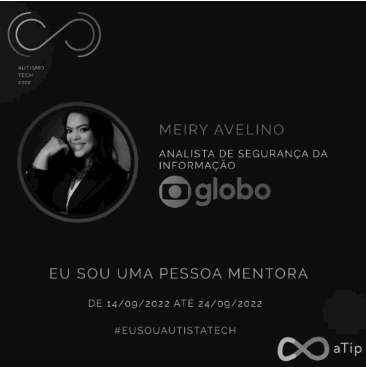 AUTISMO
TECH
2022
MEIRY AVELINO
ANALISTA DE SEGURANÇA DA
INFORMAÇÃO
globo
EU SOU UMA PESSOA MENTORA
DE 14/09/2022 ATÉ 24/09/2022
#EUSOUAUTISTATECH
aTip